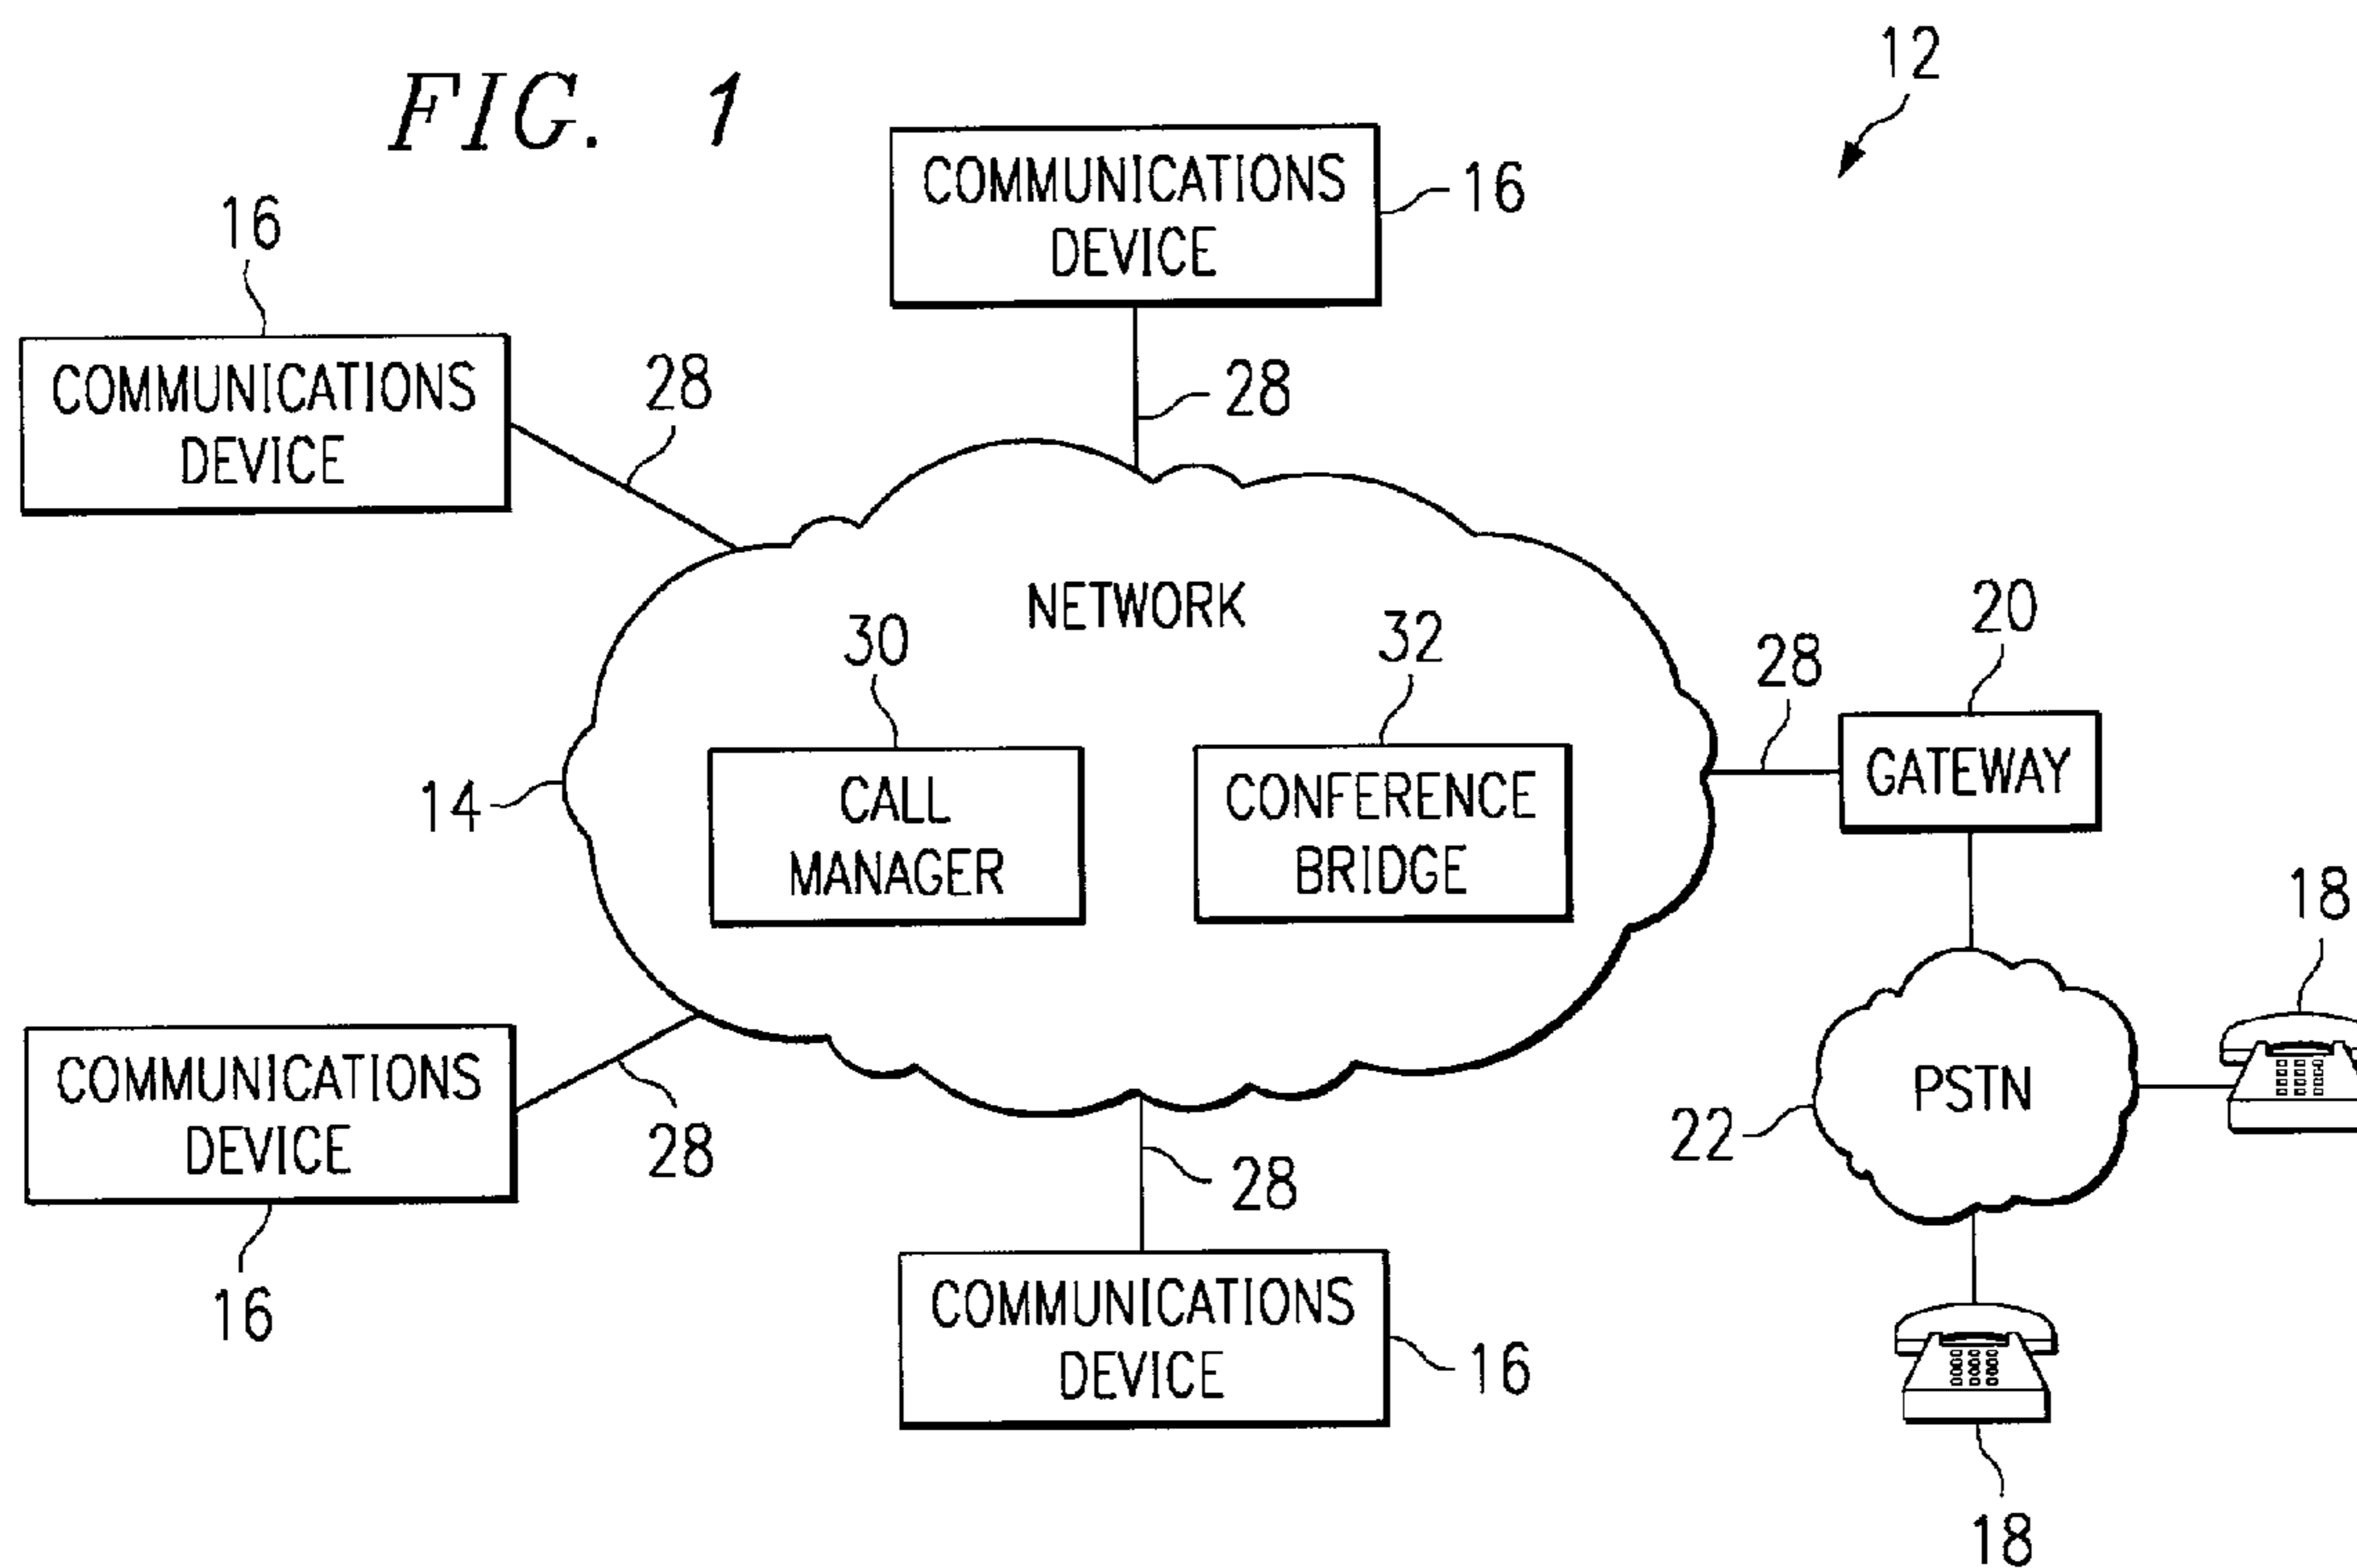 FIG. 1
12
COMMUNICATIONS
DEVICE
16
16
COMMUNICATIONS
DEVICE
28
28
NETWORK
30
32
28
20
14
CALL
MANAGER
CONFERENCE
BRIDGE
GATEWAY
18
COMMUNICATIONS
DEVICE
28
28
22
PSTN
16
COMMUNICATIONS
DEVICE
16
18